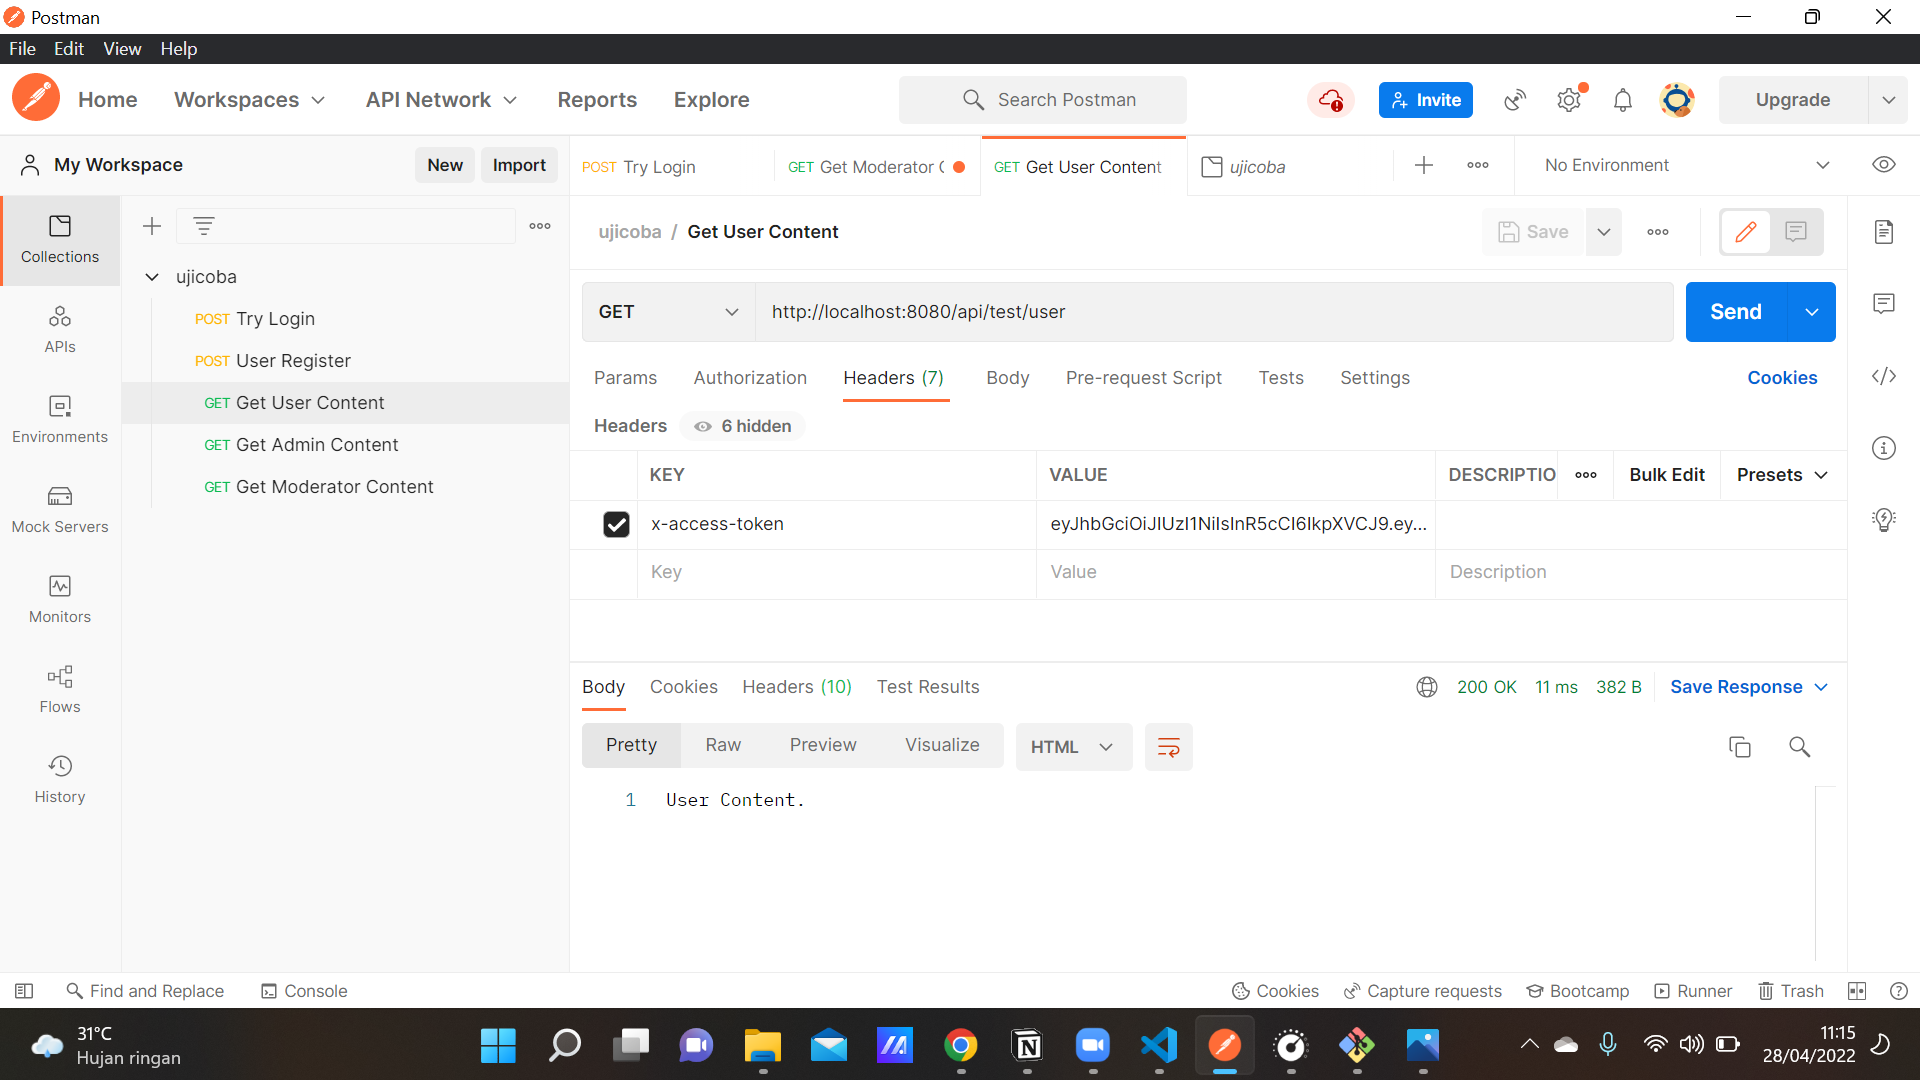 Postman
File Edit View Help
Home Workspaces API Network Reports Explore Search Postman Invite Upgrade
My Workspace New Import POST Try Login GET Get Moderator C GET Get User Content ujicoba No Environment
ujicoba / Get User Content Save
Collections
ujicoba
POST Try Login
POST User Register
GET Get User Content
GET Get Admin Content
GET Get Moderator Content
APIs
Environments
Mock Servers
Monitors
Flows
History
GET http://localhost:8080/api/test/user Send
Params Authorization Headers (7) Body Pre-request Script Tests Settings Cookies
Headers 6 hidden
KEY VALUE DESCRIPTIO Bulk Edit Presets
x-access-token eyJhbGciOiJIUzI1NiIsInR5cCI6IkpXVCJ9.ey...
Key Value Description
Body Cookies Headers (10) Test Results 200 OK 11 ms 382 B Save Response
Pretty Raw Preview Visualize HTML
1 User Content.
Find and Replace Console Cookies Capture requests Bootcamp Runner Trash
31°C
Hujan ringan
11:15
28/04/2022